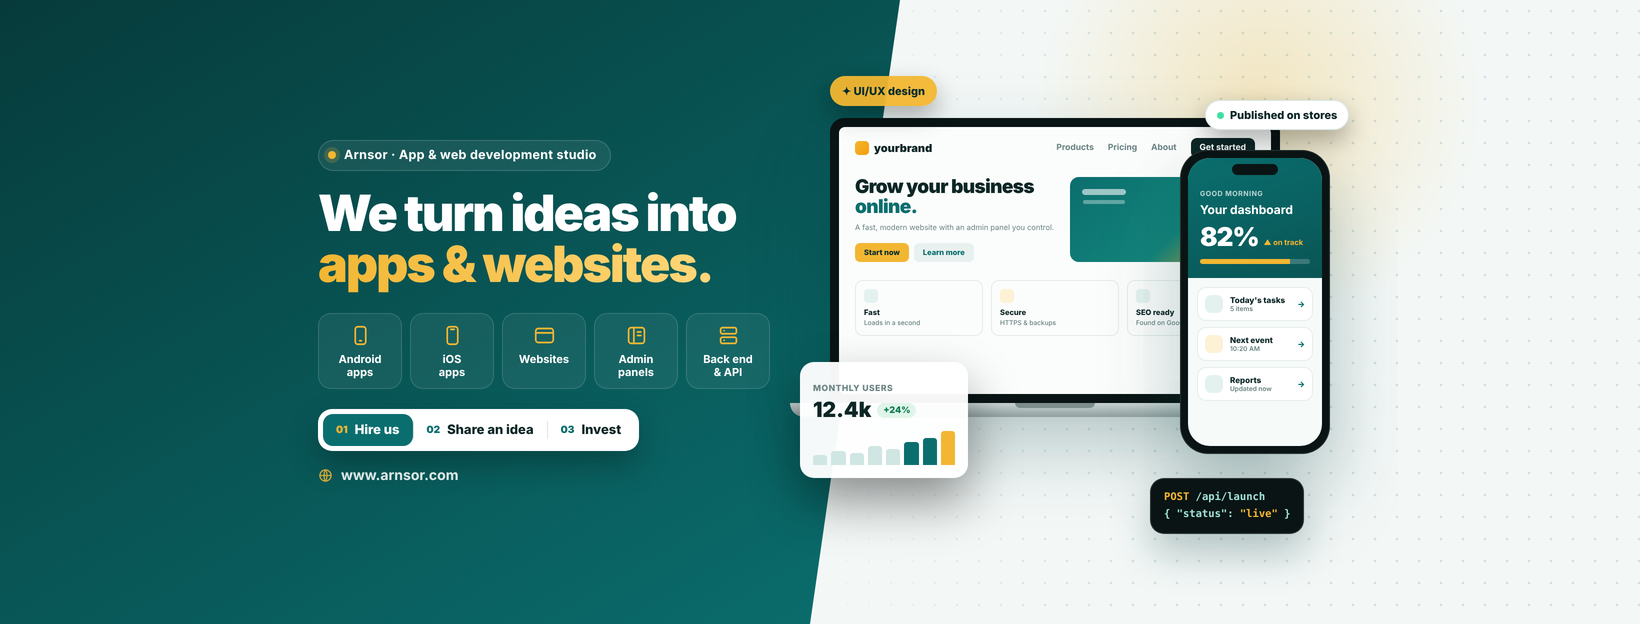 Arnsor · App & web development studio
We turn ideas into
apps & websites.
Android
apps
iOS
apps
Websites
Admin
panels
Back end
& API
01 Hire us
02 Share an idea
03 Invest
www.arnsor.com
✦ UI/UX design
yourbrand
Products Pricing About Get started
Grow your business
online.
A fast, modern website with an admin panel you control.
Start now
Learn more
Fast
Loads in a second
Secure
HTTPS & backups
SEO ready
Found on
MONTHLY USERS
12.4k +24%
Published on stores
GOOD MORNING
Your dashboard
82% ▲ on track
Today's tasks
5 items
Next event
10:20 AM
Reports
Updated now
POST /api/launch
{ "status": "live" }